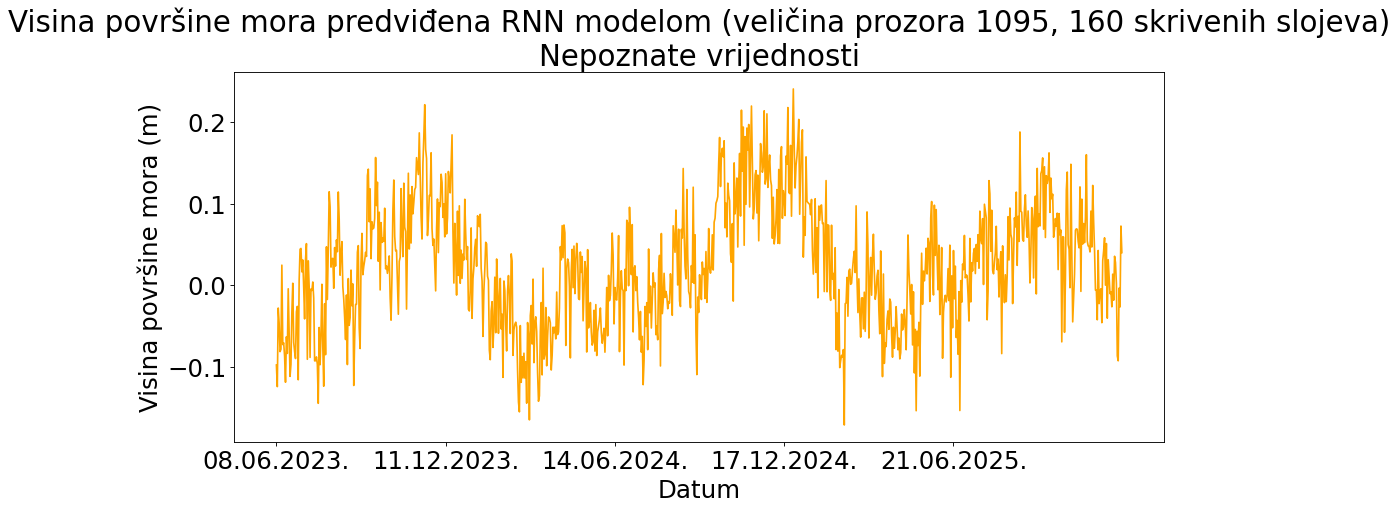 Visina površine mora predviđena RNN modelom (veličina prozora 1095, 160 skrivenih slojeva)
Nepoznate vrijednosti
Visina površine mora (m)
0.2
0.1
0.0
−0.1
08.06.2023. 11.12.2023. 14.06.2024. 17.12.2024. 21.06.2025.
Datum